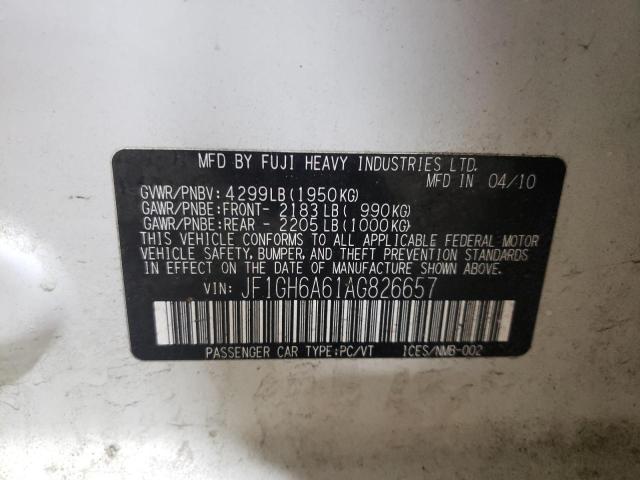 MFD BY FUJI HEAVY INDUSTRIES LTD.
MFD IN 04/10
GVWR/PNBV: 4299LB (1950KG)
GAWR/PNBE:FRONT- 2183 LB ( 990KG)
GAWR/PNBE:REAR - 2205 LB (1000KG)
THIS VEHICLE CONFORMS TO ALL APPLICABLE FEDERAL MOTOR
VEHICLE SAFETY, BUMPER, AND THEFT PREVENTION STANDARDS
IN EFFECT ON THE DATE OF MANUFACTURE SHOWN ABOVE.
VIN: JF1GH6A61AG826657
PASSENGER CAR TYPE:PC/VT ICES/NMB-002